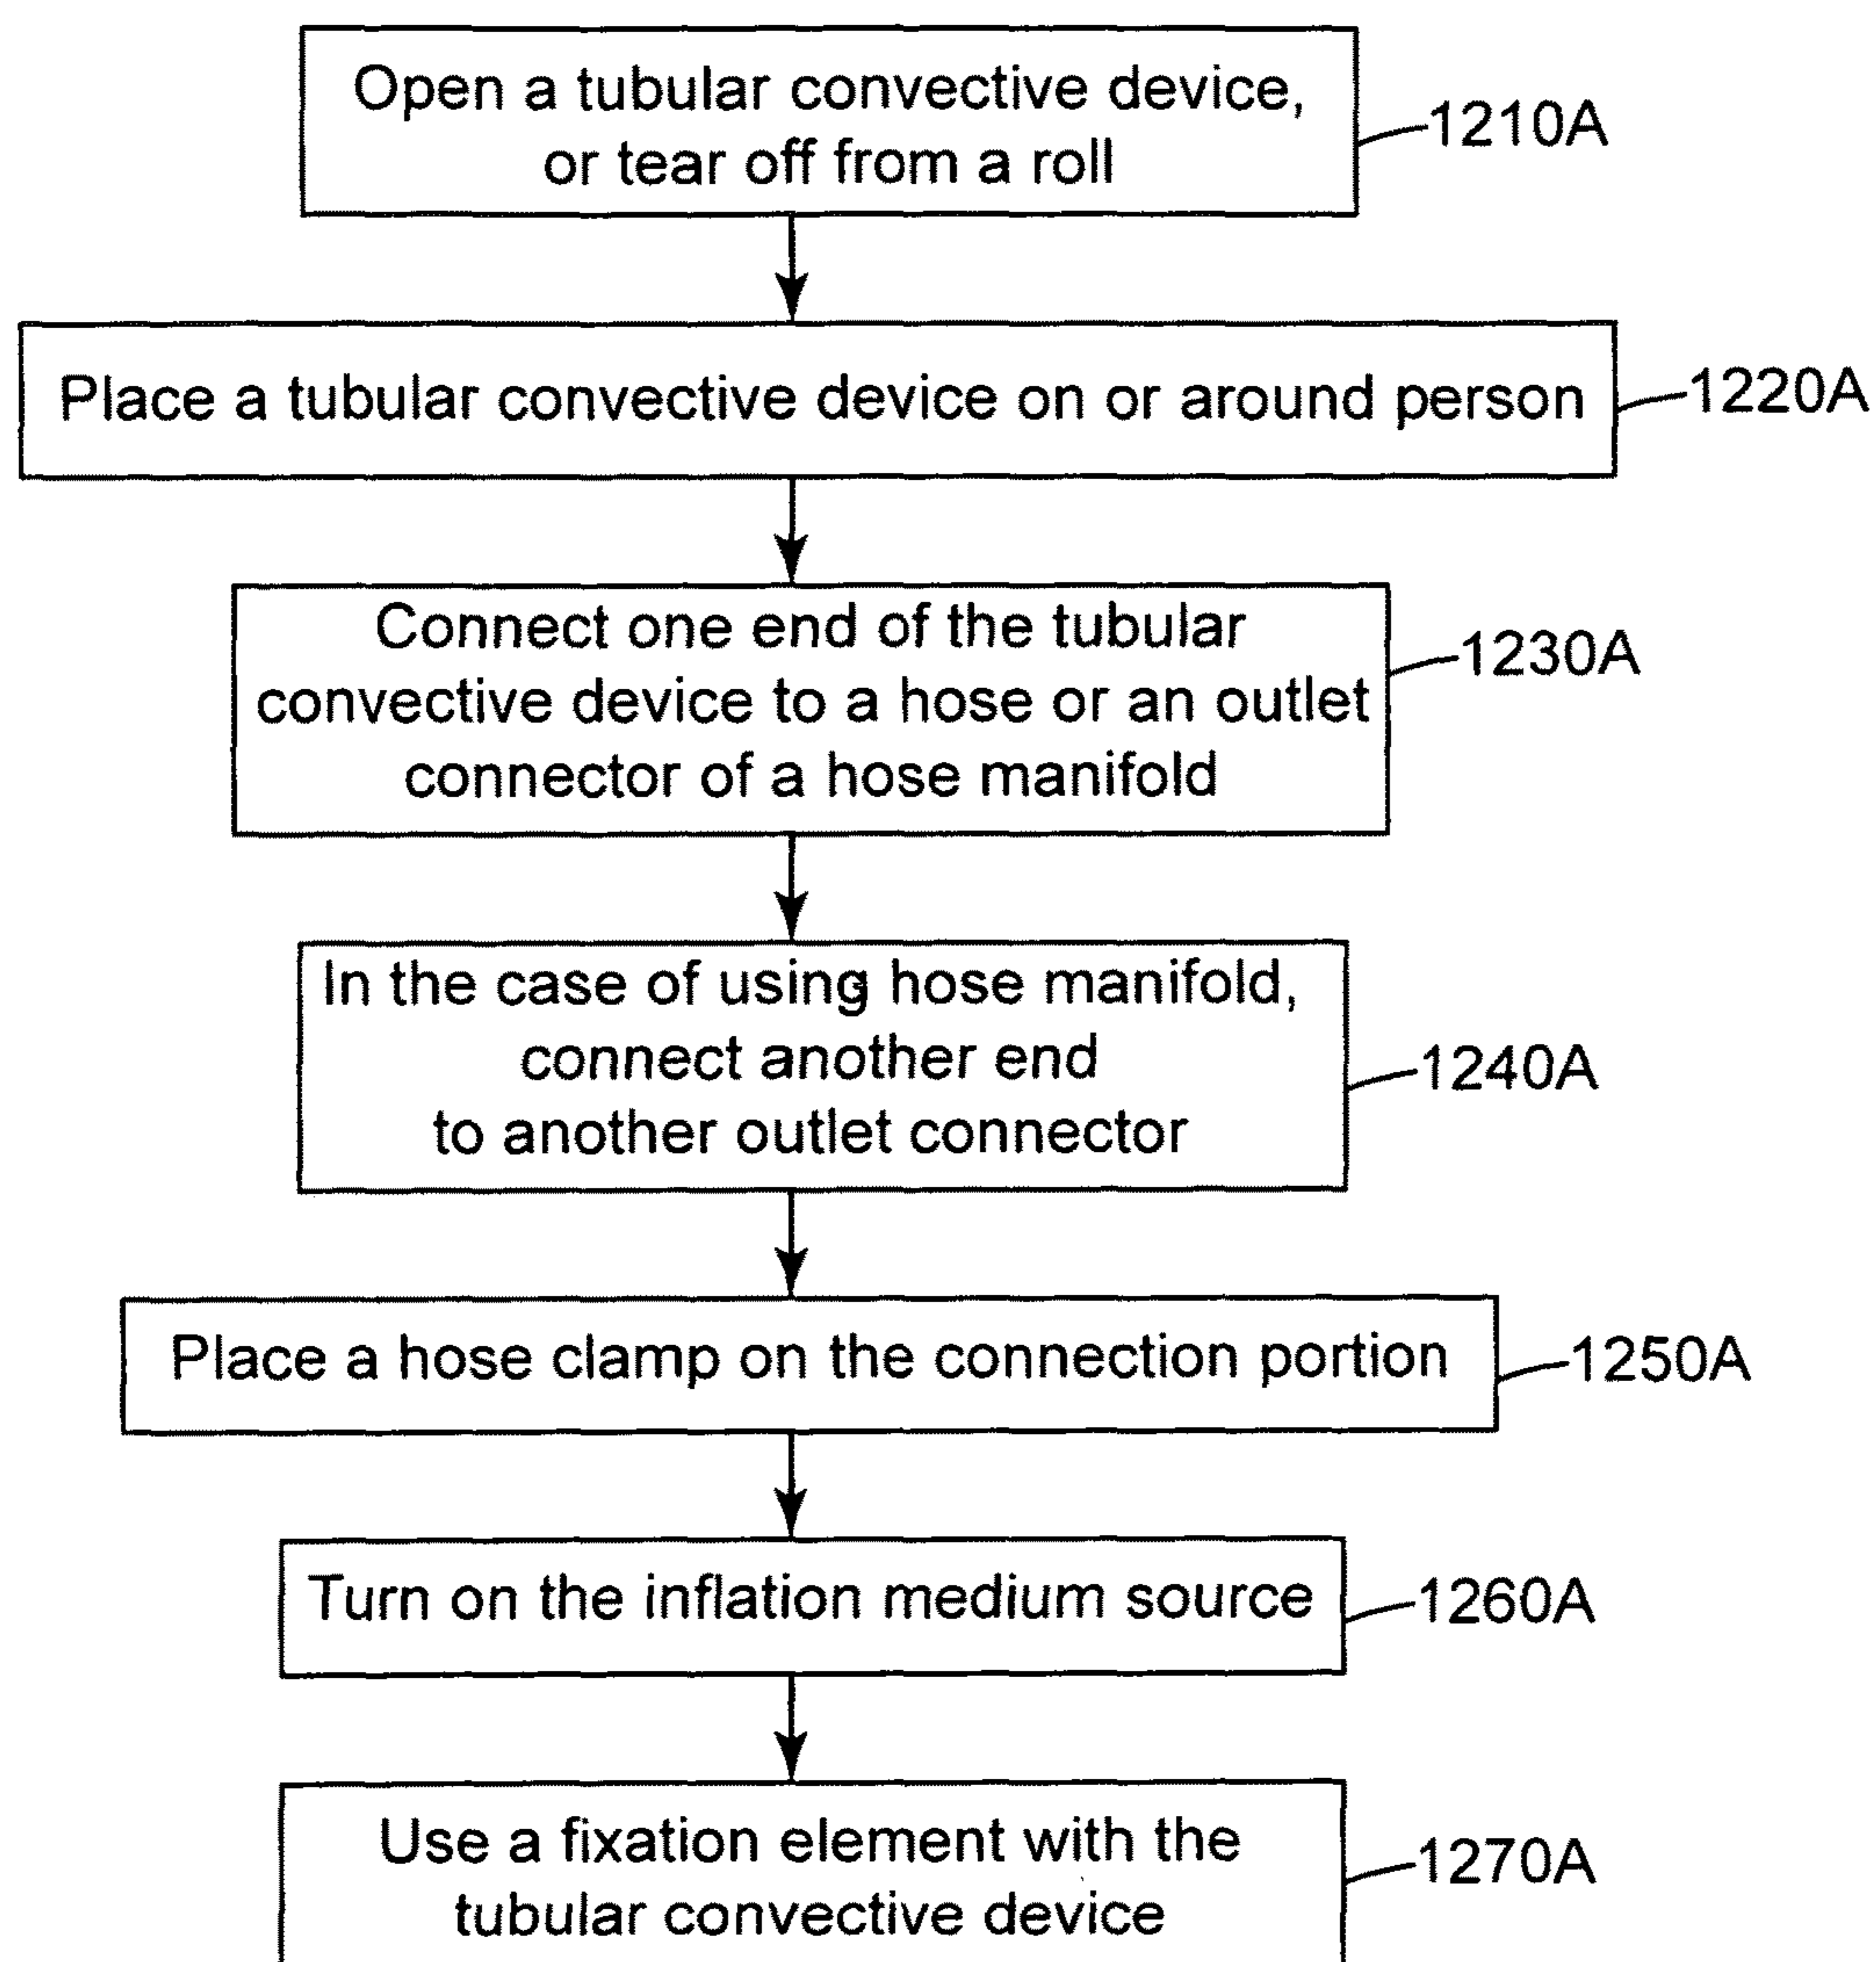 Open a tubular convective device,
or tear off from a roll
1210A
Place a tubular convective device on or around person
1220A
Connect one end of the tubular
convective device to a hose or an outlet
connector of a hose manifold
1230A
In the case of using hose manifold,
connect another end
to another outlet connector
1240A
Place a hose clamp on the connection portion
1250A
Turn on the inflation medium source
1260A
Use a fixation element with the
tubular convective device
1270A